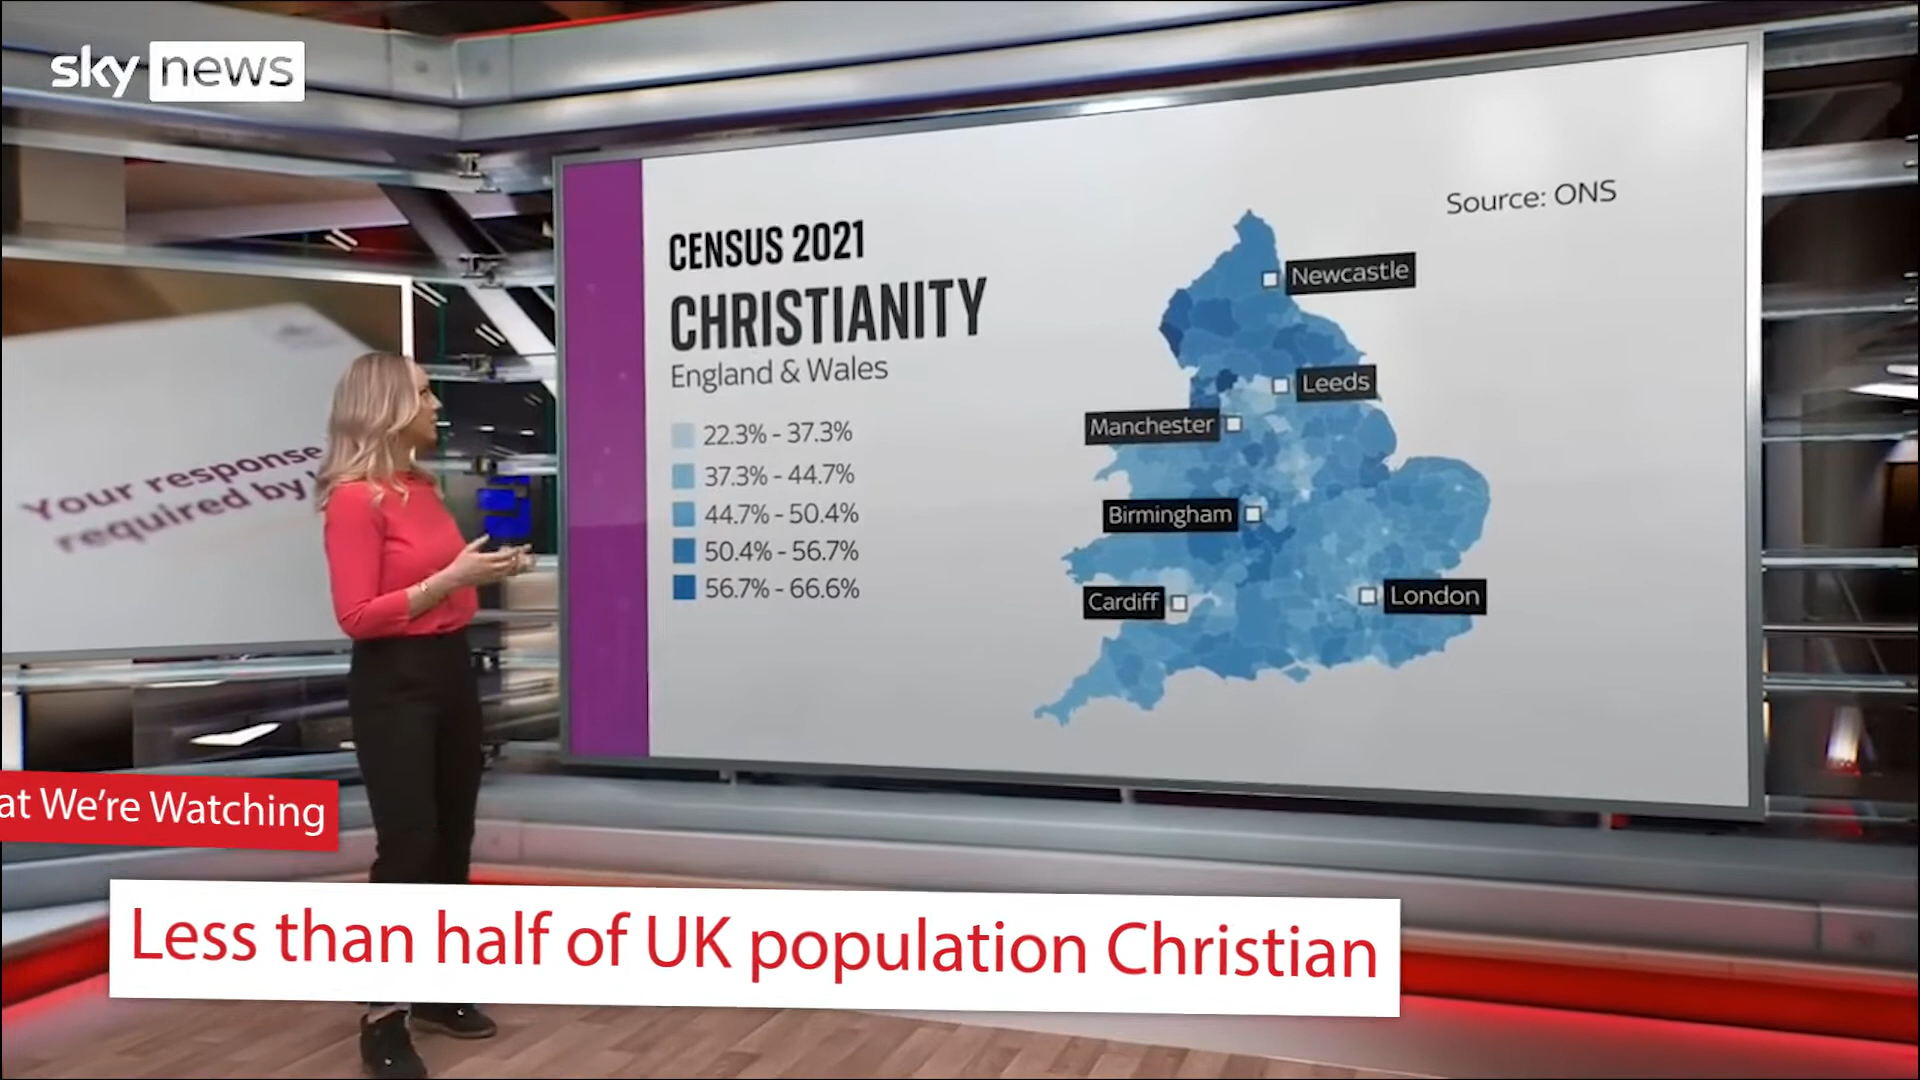 sky news
Source: ONS
CENSUS 2021
CHRISTIANITY
England & Wales
22.3% - 37.3%
37.3% - 44.7%
44.7% - 50.4%
50.4% - 56.7%
56.7% - 66.6%
Newcastle
Leeds
Manchester
Birmingham
Cardiff
London
Your response
required by
at We're Watching
Less than half of UK population Christian